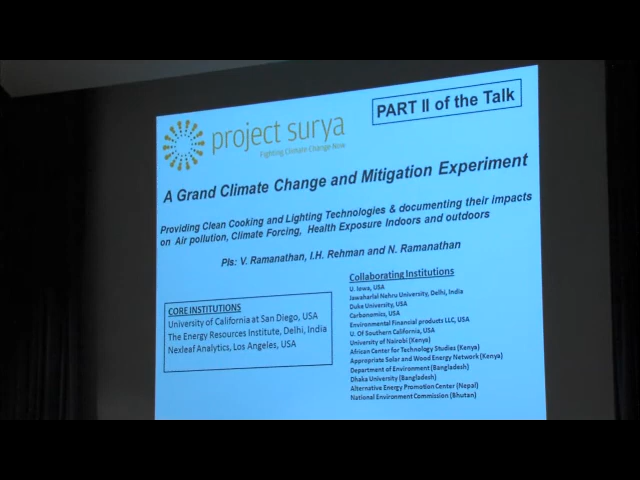 PART II of the Talk
project surya
Fighting Climate Change Now
A Grand Climate Change and Mitigation Experiment
Providing Clean Cooking and Lighting Technologies & documenting their impacts
on Air pollution, Climate Forcing, Health Exposure Indoors and outdoors
PIs: V. Ramanathan, I.H. Rehman and N. Ramanathan
CORE INSTITUTIONS
University of California at San Diego, USA
The Energy Resources Institute, Delhi, India
Nexleaf Analytics, Los Angeles, USA
Collaborating Institutions
U. Iowa, USA
Jawaharlal Nehru University, Delhi, India
Duke University, USA
Carbonomics, USA
Environmental Financial products LLC, USA
U. Of Southern California, USA
University of Nairobi (Kenya)
African Center for Technology Studies (Kenya)
Appropriate Solar and Wood Energy Network (Kenya)
Department of Environment (Bangladesh)
Dhaka University (Bangladesh)
Alternative Energy Promotion Center (Nepal)
National Environment Commission (Bhutan)